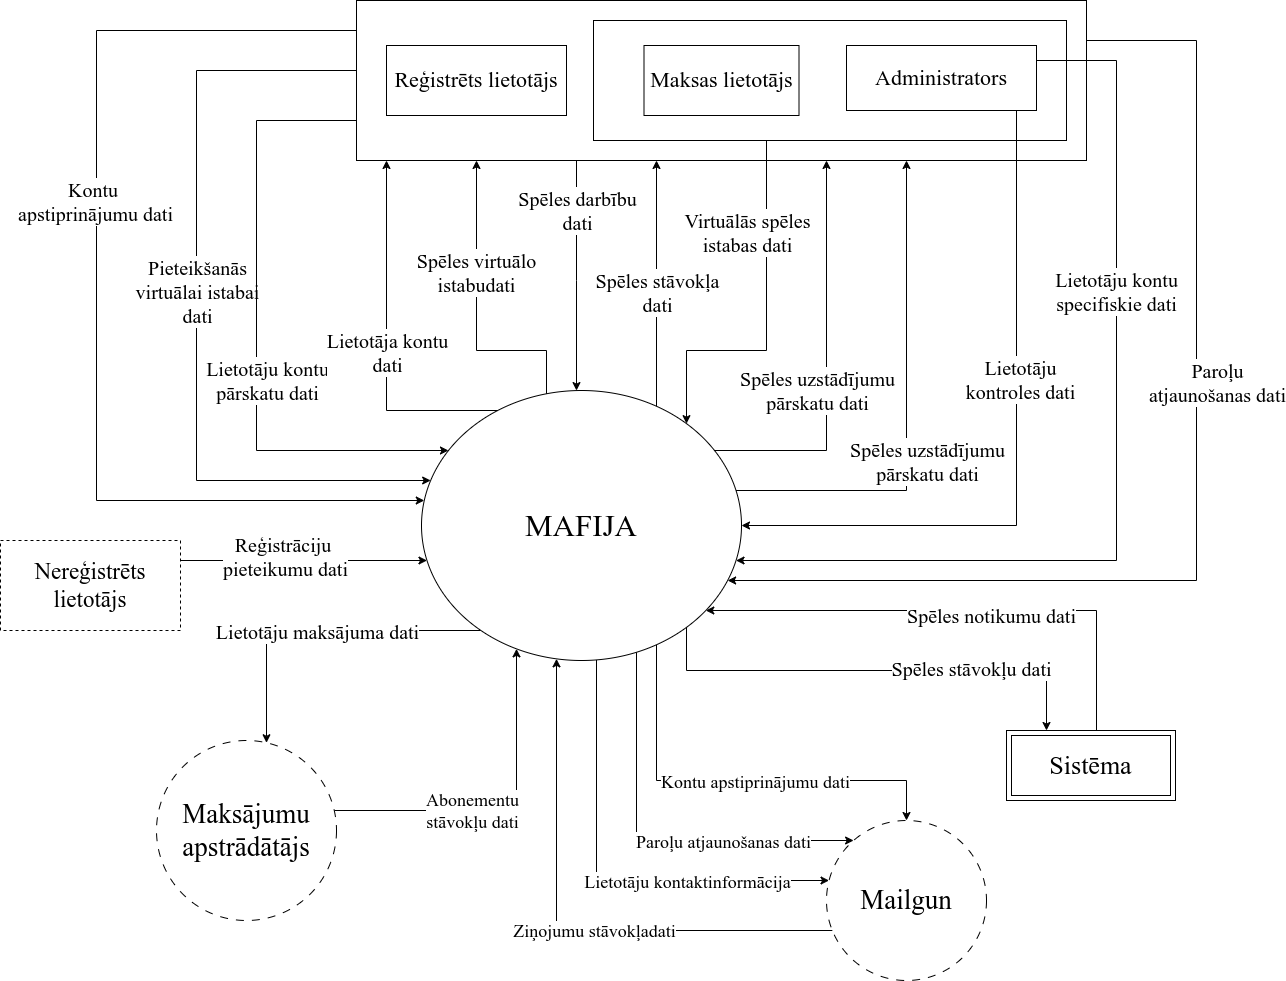 Reģistrēts lietotājs
Maksas lietotājs
Administrators
Kontu
apstiprinājumu dati
Pieteikšanās
virtuālai istabai
dati
Lietotāju kontu
pārskatu dati
Lietotāja kontu
dati
Spēles virtuālo
istabudati
Spēles darbību
dati
Spēles stāvokļa
dati
Virtuālās spēles
istabas dati
Spēles uzstādījumu
pārskatu dati
Spēles uzstādījumu
pārskatu dati
Lietotāju
kontroles dati
Lietotāju kontu
specifiskie dati
Paroļu
atjaunošanas dati
MAFIJA
Nereģistrēts
lietotājs
Reģistrāciju
pieteikumu dati
Lietotāju maksājuma dati
Spēles notikumu dati
Spēles stāvokļu dati
Sistēma
Maksājumu
apstrādātājs
Abonementu
stāvokļu dati
Kontu apstiprinājumu dati
Paroļu atjaunošanas dati
Lietotāju kontaktinformācija
Mailgun
Ziņojumu stāvokļadati